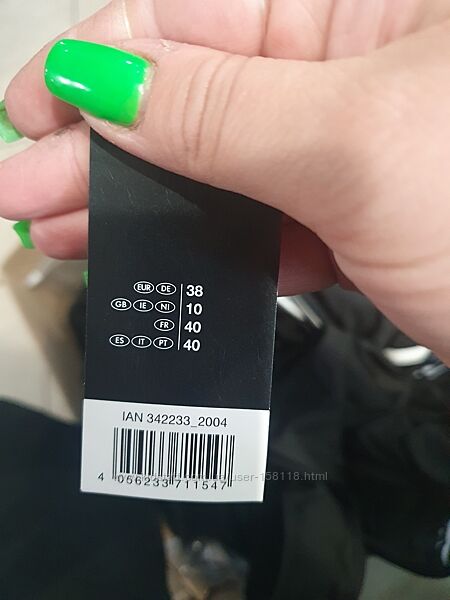 EUR DE 38
GB IE NI 10
FR 40
ES IT PT 40
IAN 342233_2004
4 056233 711547